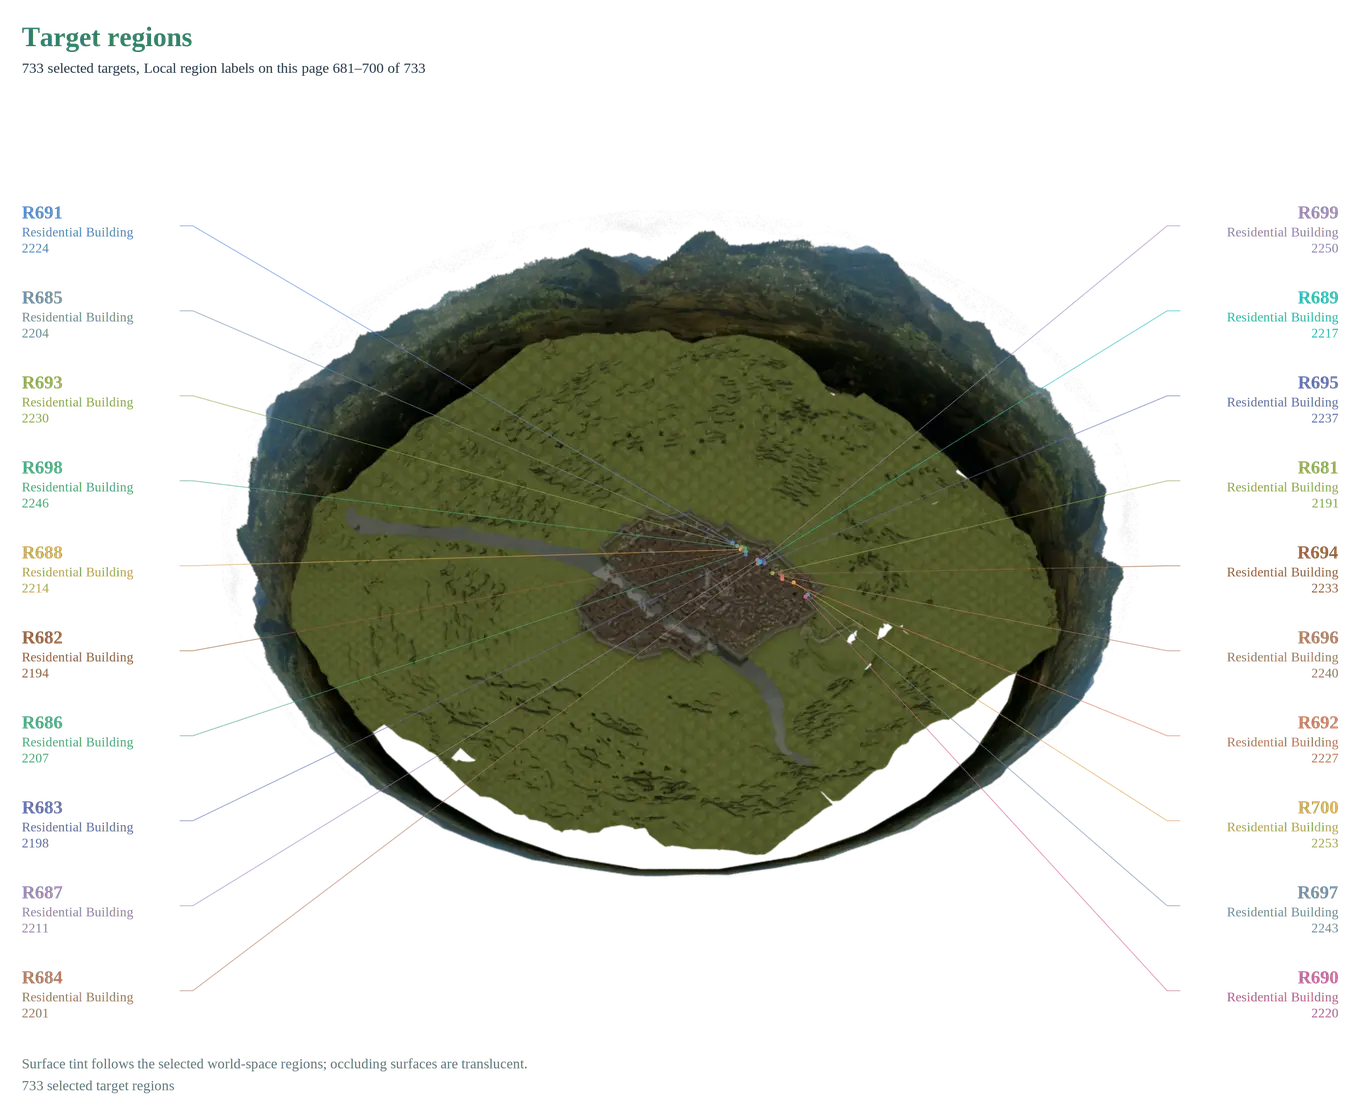 Target regions
733 selected targets, Local region labels on this page 681–700 of 733
R691
Residential Building
2224
R685
Residential Building
2204
R693
Residential Building
2230
R698
Residential Building
2246
R688
Residential Building
2214
R682
Residential Building
2194
R686
Residential Building
2207
R683
Residential Building
2198
R687
Residential Building
2211
R684
Residential Building
2201
R699
Residential Building
2250
R689
Residential Building
2217
R695
Residential Building
2237
R681
Residential Building
2191
R694
Residential Building
2233
R696
Residential Building
2240
R692
Residential Building
2227
R700
Residential Building
2253
R697
Residential Building
2243
R690
Residential Building
2220
Surface tint follows the selected world-space regions; occluding surfaces are translucent.
733 selected target regions